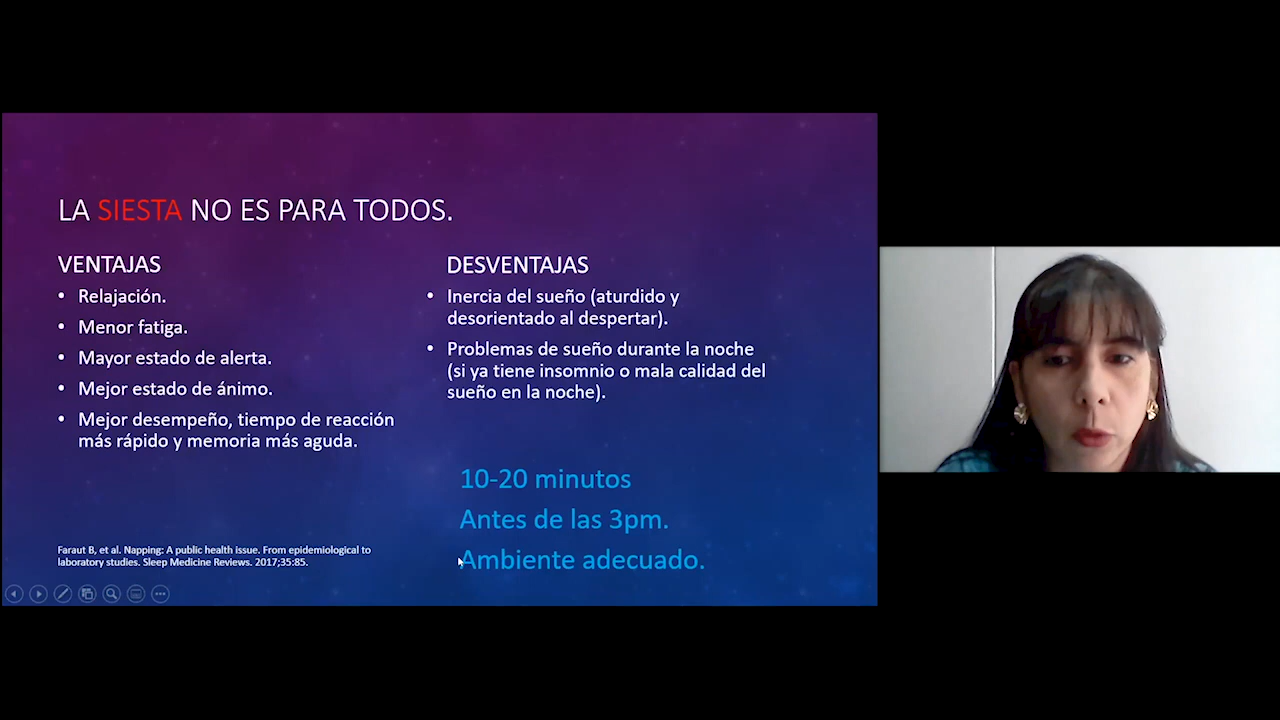 LA SIESTA NO ES PARA TODOS.
VENTAJAS
• Relajación.
• Menor fatiga.
• Mayor estado de alerta.
• Mejor estado de ánimo.
• Mejor desempeño, tiempo de reacción
más rápido y memoria más aguda.
DESVENTAJAS
• Inercia del sueño (aturdido y
desorientado al despertar).
• Problemas de sueño durante la noche
(si ya tiene insomnio o mala calidad del
sueño en la noche).
10-20 minutos
Antes de las 3pm.
Ambiente adecuado.
Faraut B, et al. Napping: A public health issue. From epidemiological to
laboratory studies. Sleep Medicine Reviews. 2017;35:85.